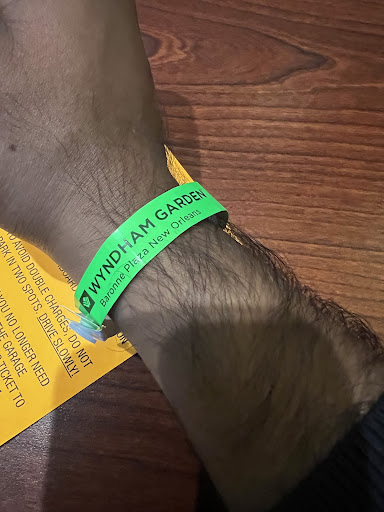 WYNDHAM GARDEN
Baronne Plaza New Orleans
AVOID DOUBLE CHARGES, DO NOT
PARK IN TWO SPOTS. DRIVE SLOWLY!
YOU NO LONGER NEED
THE GARAGE
TICKET TO